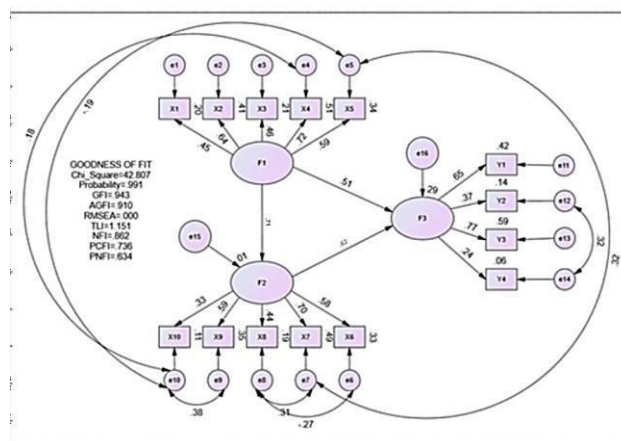 e1 e2 e3 e4 e5
X1 X2 X3 X4 X5
.20 .41 .21 .51 .34
.45 .64 .46 .72 .59
.18
-.19
F1
GOODNESS OF FIT
Chi_Square=42.807
Probability=.991
GFI=.943
AGFI=.910
RMSEA=.000
TLI=1.151
NFI=.862
PCFI=.736
PNFI=.634
.51
e16
.29
F3
.42
.65 Y1 e11
.14
.37 Y2 e12
.59
Y3 e13
.06
.24 Y4 e14
.32
e15
.01
F2
.33 .59 .44 .70 .58
X10 X9 X8 X7 X6
.11 .35 .19 .49 .33
e10 e9 e8 e7 e6
.38 .31
-.27